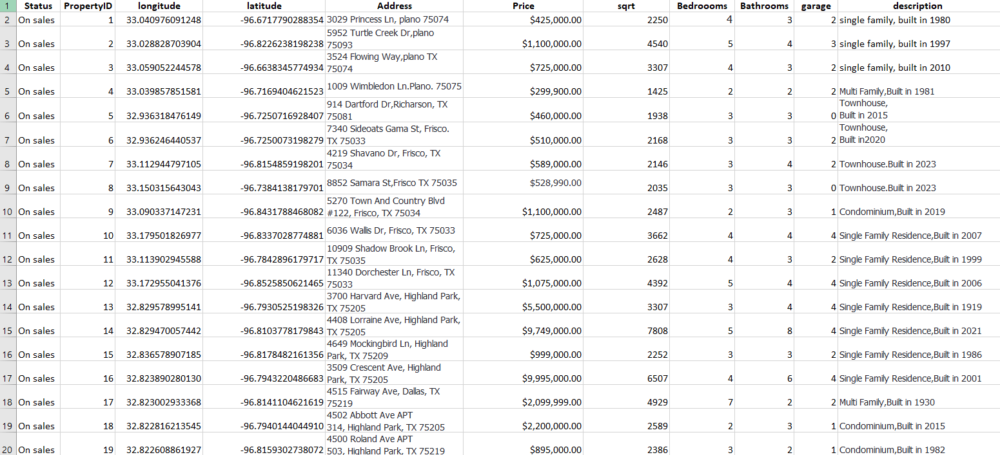 1 Status PropertyID longitude latitude Address Price sqrt Bedroooms Bathrooms garage description
2 On sales 1 33.040976091248 -96.6717790288354 3029 Princess Ln, plano 75074 $425,000.00 2250 4 3 2 single family, built in 1980
5952 Turtle Creek Dr,plano
3 On sales 2 33.028828703904 -96.8226238198238 75093 $1,100,000.00 4540 5 4 3 single family, built in 1997
3524 Flowing Way,plano TX
4 On sales 3 33.059052244578 -96.6638345774934 75074 $725,000.00 3307 4 3 2 single family, built in 2010
5 On sales 4 33.039857851581 -96.7169404621523 1009 Wimbledon Ln.Plano. 75075 $299,900.00 1425 2 2 2 Multi Family,Built in 1981
914 Dartford Dr,Richarson, TX Townhouse,
6 On sales 5 32.936318476149 -96.7250716928407 75081 $460,000.00 1938 3 3 0 Built in 2015
7340 Sideoats Gama St, Frisco. Townhouse,
7 On sales 6 32.936246440537 -96.7250073198279 TX 75033 $510,000.00 2168 3 3 2 Built in2020
4219 Shavano Dr, Frisco, TX
8 On sales 7 33.112944797105 -96.8154859198201 75034 $589,000.00 2146 3 4 2 Townhouse.Built in 2023
9 On sales 8 33.150315643043 -96.7384138179701 8852 Samara St,Frisco TX 75035 $528,990.00 2035 3 3 0 Townhouse.Built in 2023
5270 Town And Country Blvd
10 On sales 9 33.090337147231 -96.8431788468082 #122, Frisco, TX 75034 $1,100,000.00 2487 2 3 1 Condominium,Built in 2019
11 On sales 10 33.179501826977 -96.8337028774881 6036 Wallis Dr, Frisco, TX 75033 $725,000.00 3662 4 4 4 Single Family Residence,Built in 2007
10909 Shadow Brook Ln, Frisco,
12 On sales 11 33.113902945588 -96.7842896179717 TX 75035 $625,000.00 2628 4 3 2 Single Family Residence,Built in 1999
11340 Dorchester Ln, Frisco, TX
13 On sales 12 33.172955041376 -96.8525850621465 75033 $1,075,000.00 4392 5 4 4 Single Family Residence,Built in 2006
3700 Harvard Ave, Highland Park,
14 On sales 13 32.829578995141 -96.7930525198326 TX 75205 $5,500,000.00 3307 3 4 4 Single Family Residence,Built in 1919
4408 Lorraine Ave, Highland Park,
15 On sales 14 32.829470057442 -96.8103778179843 TX 75205 $9,749,000.00 7808 5 8 4 Single Family Residence,Built in 2021
4649 Mockingbird Ln, Highland
16 On sales 15 32.836578907185 -96.8178482161356 Park, TX 75209 $999,000.00 2252 3 3 2 Single Family Residence,Built in 1986
3509 Crescent Ave, Highland
17 On sales 16 32.823890280130 -96.7943220486683 Park, TX 75205 $9,995,000.00 6507 4 6 4 Single Family Residence,Built in 2001
4515 Fairway Ave, Dallas, TX
18 On sales 17 32.823002933368 -96.8141104621619 75219 $2,099,999.00 4929 7 2 2 Multi Family,Built in 1930
4502 Abbott Ave APT
19 On sales 18 32.822816213545 -96.7940144044910 314, Highland Park, TX 75205 $2,200,000.00 2589 2 3 1 Condominium,Built in 2015
4500 Roland Ave APT
20 On sales 19 32.822608861927 -96.8159302738072 503, Highland Park, TX 75219 $895,000.00 2386 3 2 1 Condominium,Built in 1982